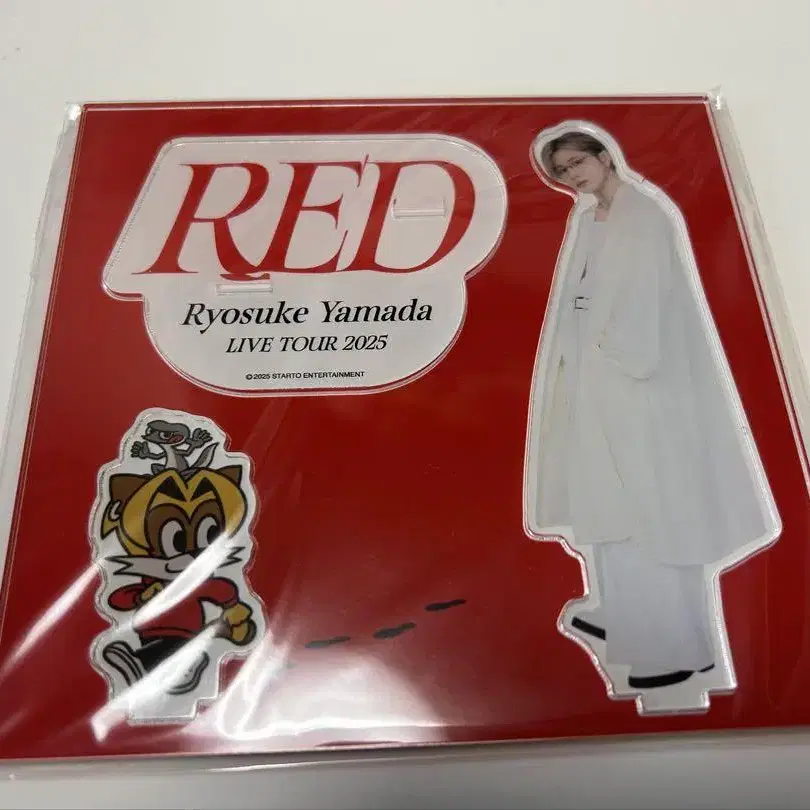 RED
Ryosuke Yamada
LIVE TOUR 2025
©2025 STARTO ENTERTAINMENT